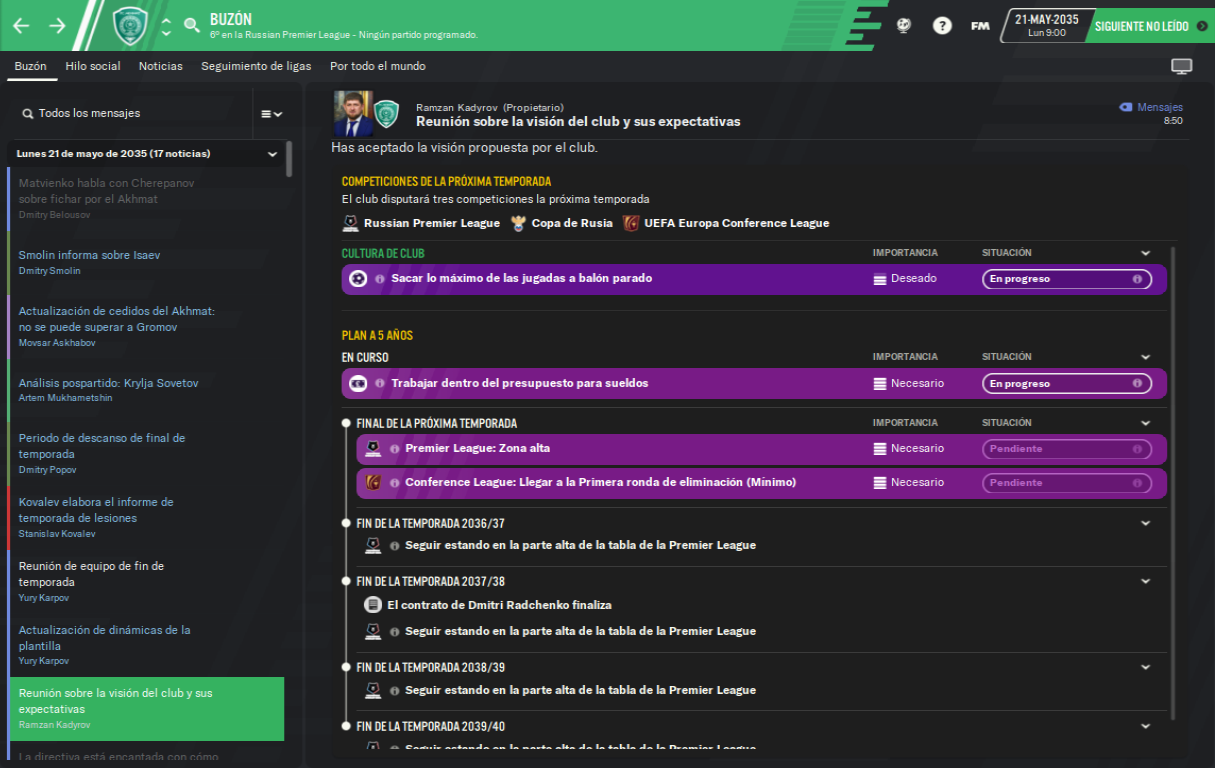 BUZÓN
6º en la Russian Premier League - Ningún partido programado.
?
FM
21-MAY-2035
Lun 9:00
SIGUIENTE NO LEÍDO
Buzón
Hilo social
Noticias
Seguimiento de ligas
Por todo el mundo
Todos los mensajes
Lunes 21 de mayo de 2035 (17 noticias)
Matvienko habla con Cherepanov
sobre fichar por el Akhmat
Dmitry Belousov
Smolin informa sobre Isaev
Dmitry Smolin
Actualización de cedidos del Akhmat:
no se puede superar a Gromov
Movsar Askhabov
Análisis pospartido: Krylja Sovetov
Artem Mukhametshin
Periodo de descanso de final de
temporada
Dmitry Popov
Kovalev elabora el informe de
temporada de lesiones
Stanislav Kovalev
Reunión de equipo de fin de
temporada
Yury Karpov
Actualización de dinámicas de la
plantilla
Yury Karpov
Reunión sobre la visión del club y sus
expectativas
Ramzan Kadyrov
La directiva está encantada con cómo
Ramzan Kadyrov (Propietario)
Reunión sobre la visión del club y sus expectativas
Mensajes
8:50
Has aceptado la visión propuesta por el club.
COMPETICIONES DE LA PRÓXIMA TEMPORADA
El club disputará tres competiciones la próxima temporada
Russian Premier League
Copa de Rusia
UEFA Europa Conference League
CULTURA DE CLUB IMPORTANCIA SITUACIÓN
Sacar lo máximo de las jugadas a balón parado Deseado En progreso
PLAN A 5 AÑOS
EN CURSO IMPORTANCIA SITUACIÓN
Trabajar dentro del presupuesto para sueldos Necesario En progreso
FINAL DE LA PRÓXIMA TEMPORADA IMPORTANCIA SITUACIÓN
Premier League: Zona alta Necesario Pendiente
Conference League: Llegar a la Primera ronda de eliminación (Mínimo) Necesario Pendiente
FIN DE LA TEMPORADA 2036/37
Seguir estando en la parte alta de la tabla de la Premier League
FIN DE LA TEMPORADA 2037/38
El contrato de Dmitri Radchenko finaliza
Seguir estando en la parte alta de la tabla de la Premier League
FIN DE LA TEMPORADA 2038/39
Seguir estando en la parte alta de la tabla de la Premier League
FIN DE LA TEMPORADA 2039/40
Seguir estando en la parte alta de la tabla de la Premier League